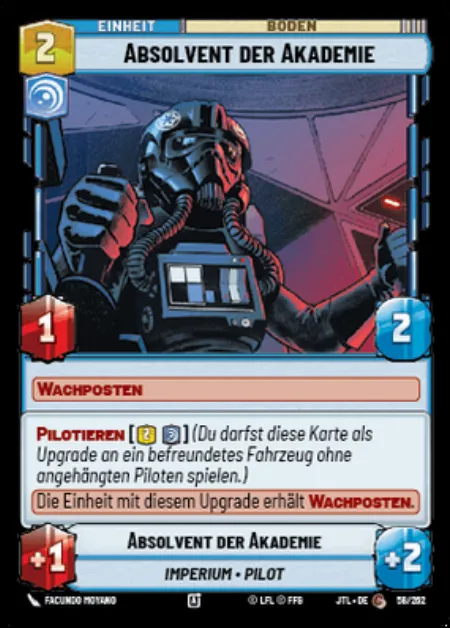 EINHEIT BODEN
2 ABSOLVENT DER AKADEMIE
1 2
WACHPOSTEN
PILOTIEREN [2 ] (Du darfst diese Karte als
Upgrade an ein befreundetes Fahrzeug ohne
angehängten Piloten spielen.)
Die Einheit mit diesem Upgrade erhält WACHPOSTEN.
+1 ABSOLVENT DER AKADEMIE +2
IMPERIUM • PILOT
FACUNDO MOYANO A © LFL © FFG JTL • DE C 58/262